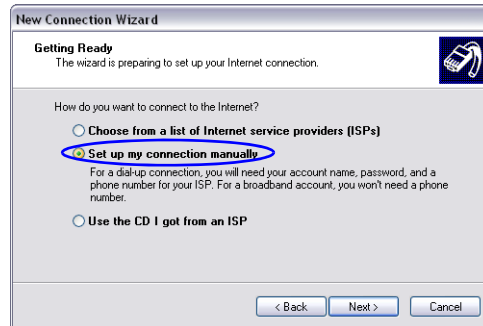 New Connection Wizard
Getting Ready
The wizard is preparing to set up your Internet connection.
How do you want to connect to the Internet?
Choose from a list of Internet service providers (ISPs)
Set up my connection manually
For a dial-up connection, you will need your account name, password, and a
phone number for your ISP. For a broadband account, you won't need a phone
number.
Use the CD I got from an ISP
< Back Next > Cancel